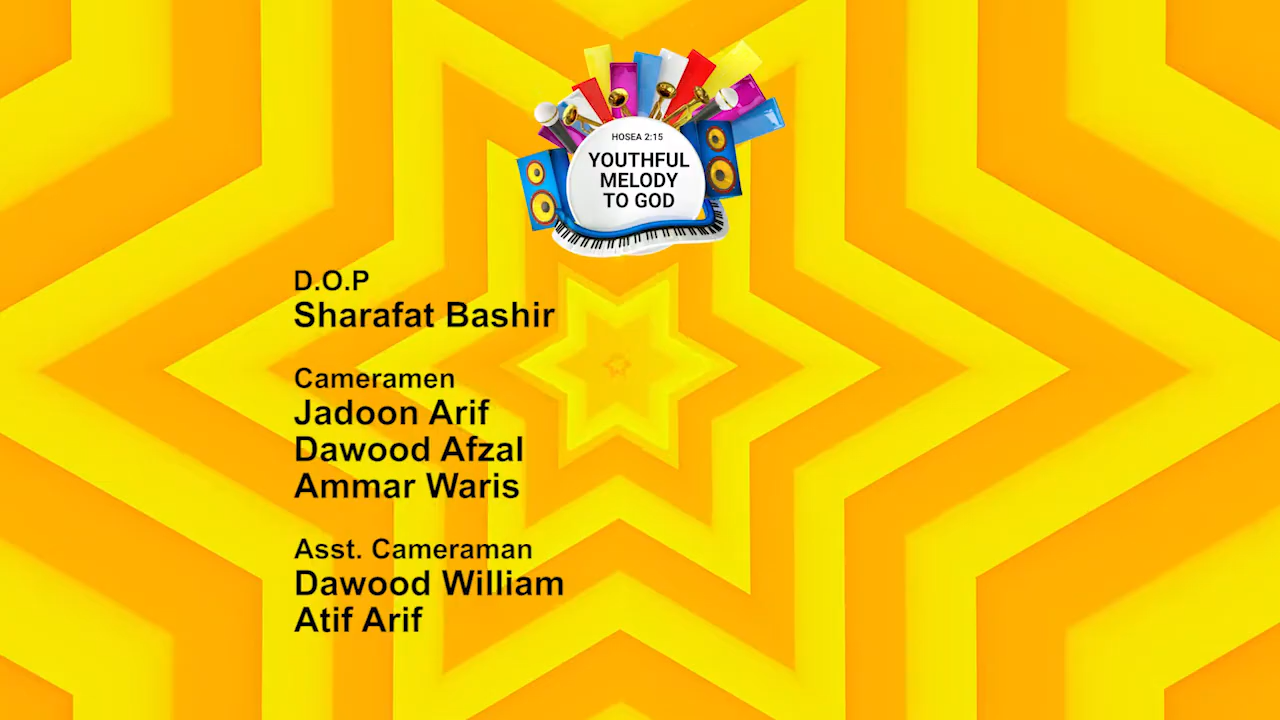 HOSEA 2:15
YOUTHFUL
MELODY
TO GOD
D.O.P
Sharafat Bashir
Cameramen
Jadoon Arif
Dawood Afzal
Ammar Waris
Asst. Cameraman
Dawood William
Atif Arif